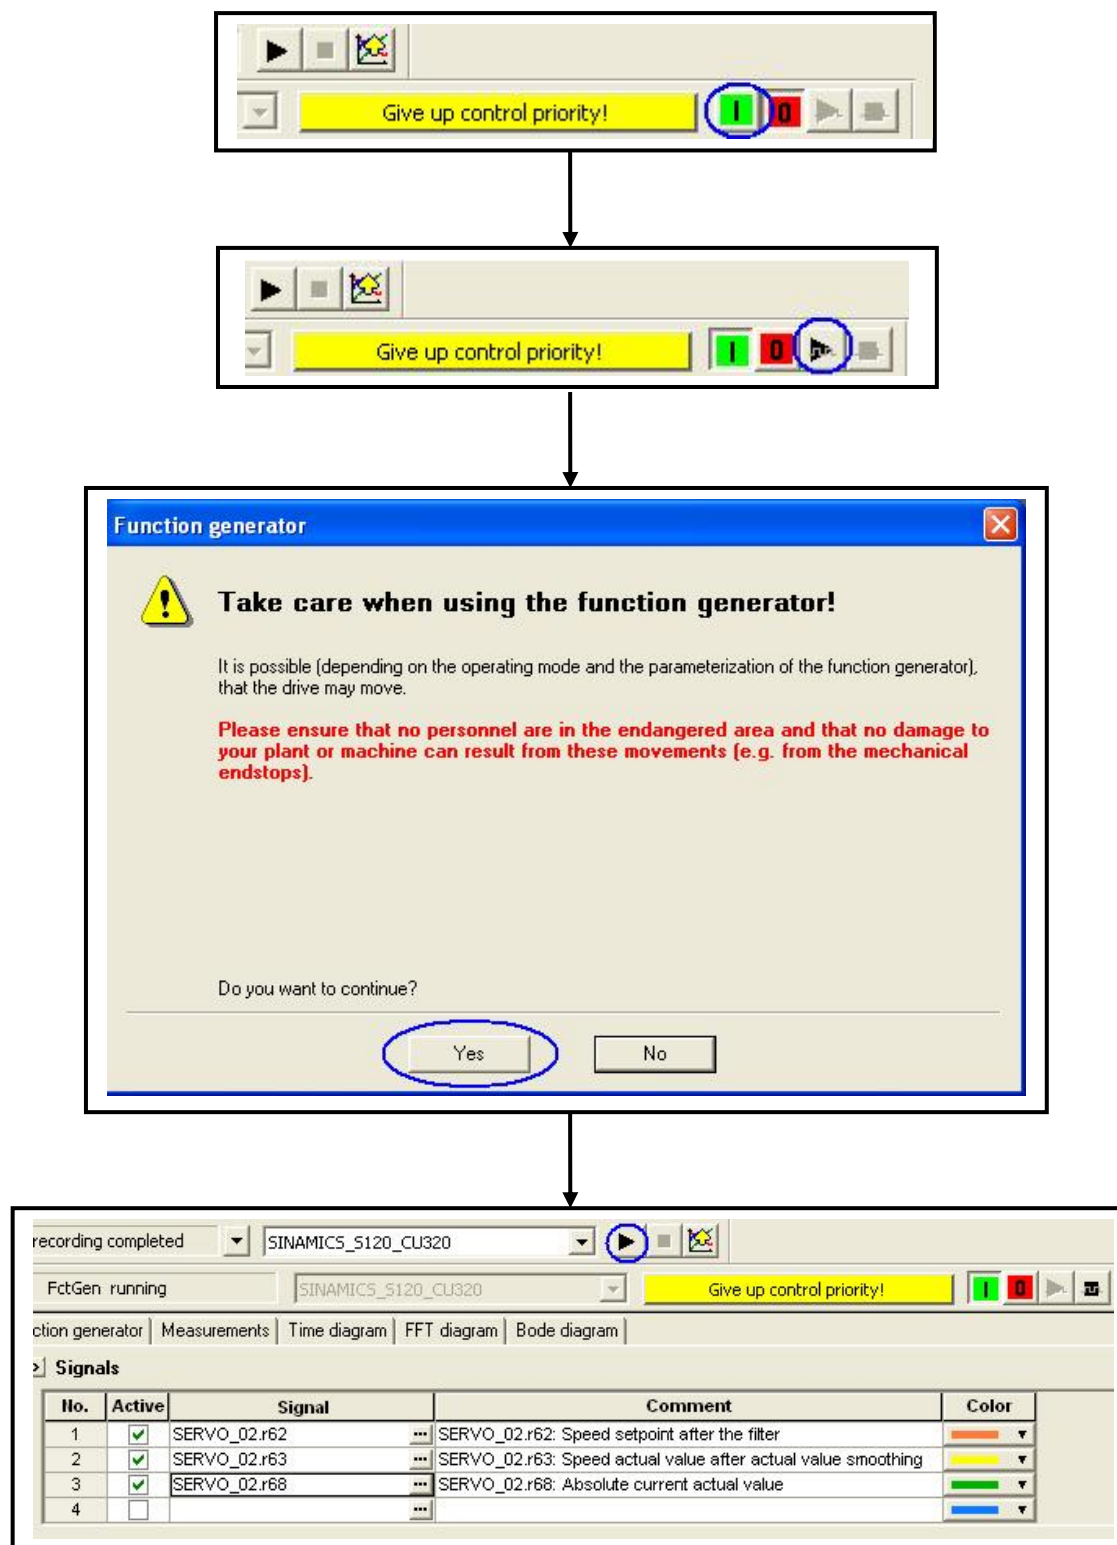 Give up control priority!
I 0
Give up control priority!
I 0
Function generator
Take care when using the function generator!
It is possible (depending on the operating mode and the parameterization of the function generator),
that the drive may move.
Please ensure that no personnel are in the endangered area and that no damage to
your plant or machine can result from these movements (e.g. from the mechanical
endstops).
Do you want to continue?
Yes No
recording completed SINAMICS_S120_CU320
FctGen running SINAMICS_S120_CU320 Give up control priority! I 0
ction generator Measurements Time diagram FFT diagram Bode diagram
Signals
No. Active Signal Comment Color
1 SERVO_02.r62 ... SERVO_02.r62: Speed setpoint after the filter
2 SERVO_02.r63 ... SERVO_02.r63: Speed actual value after actual value smoothing
3 SERVO_02.r68 ... SERVO_02.r68: Absolute current actual value
4 ...